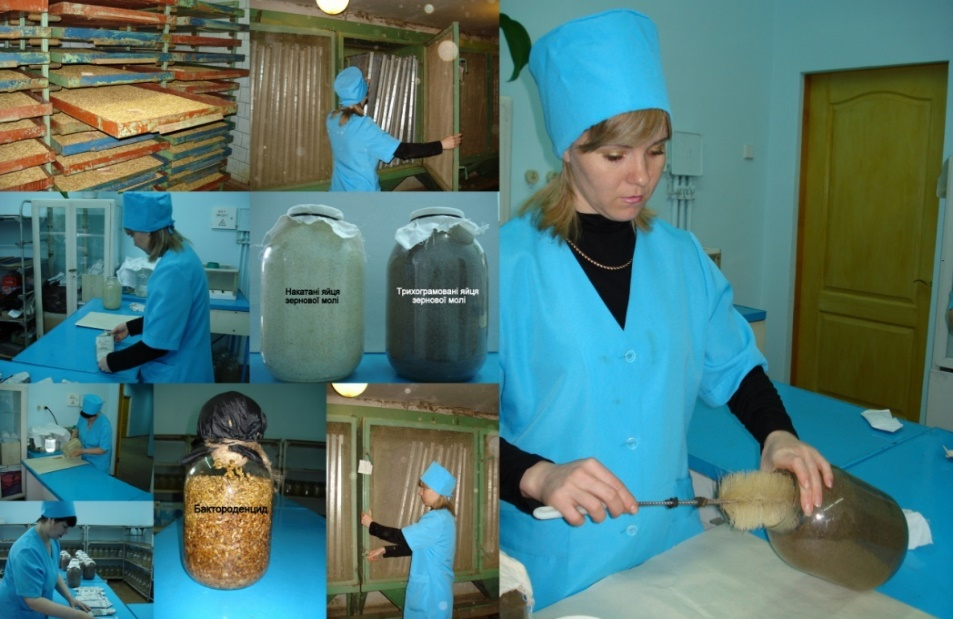 Накатані яйця
зернової молі
Трихограмовані яйця
зернової молі
Бактороденцид